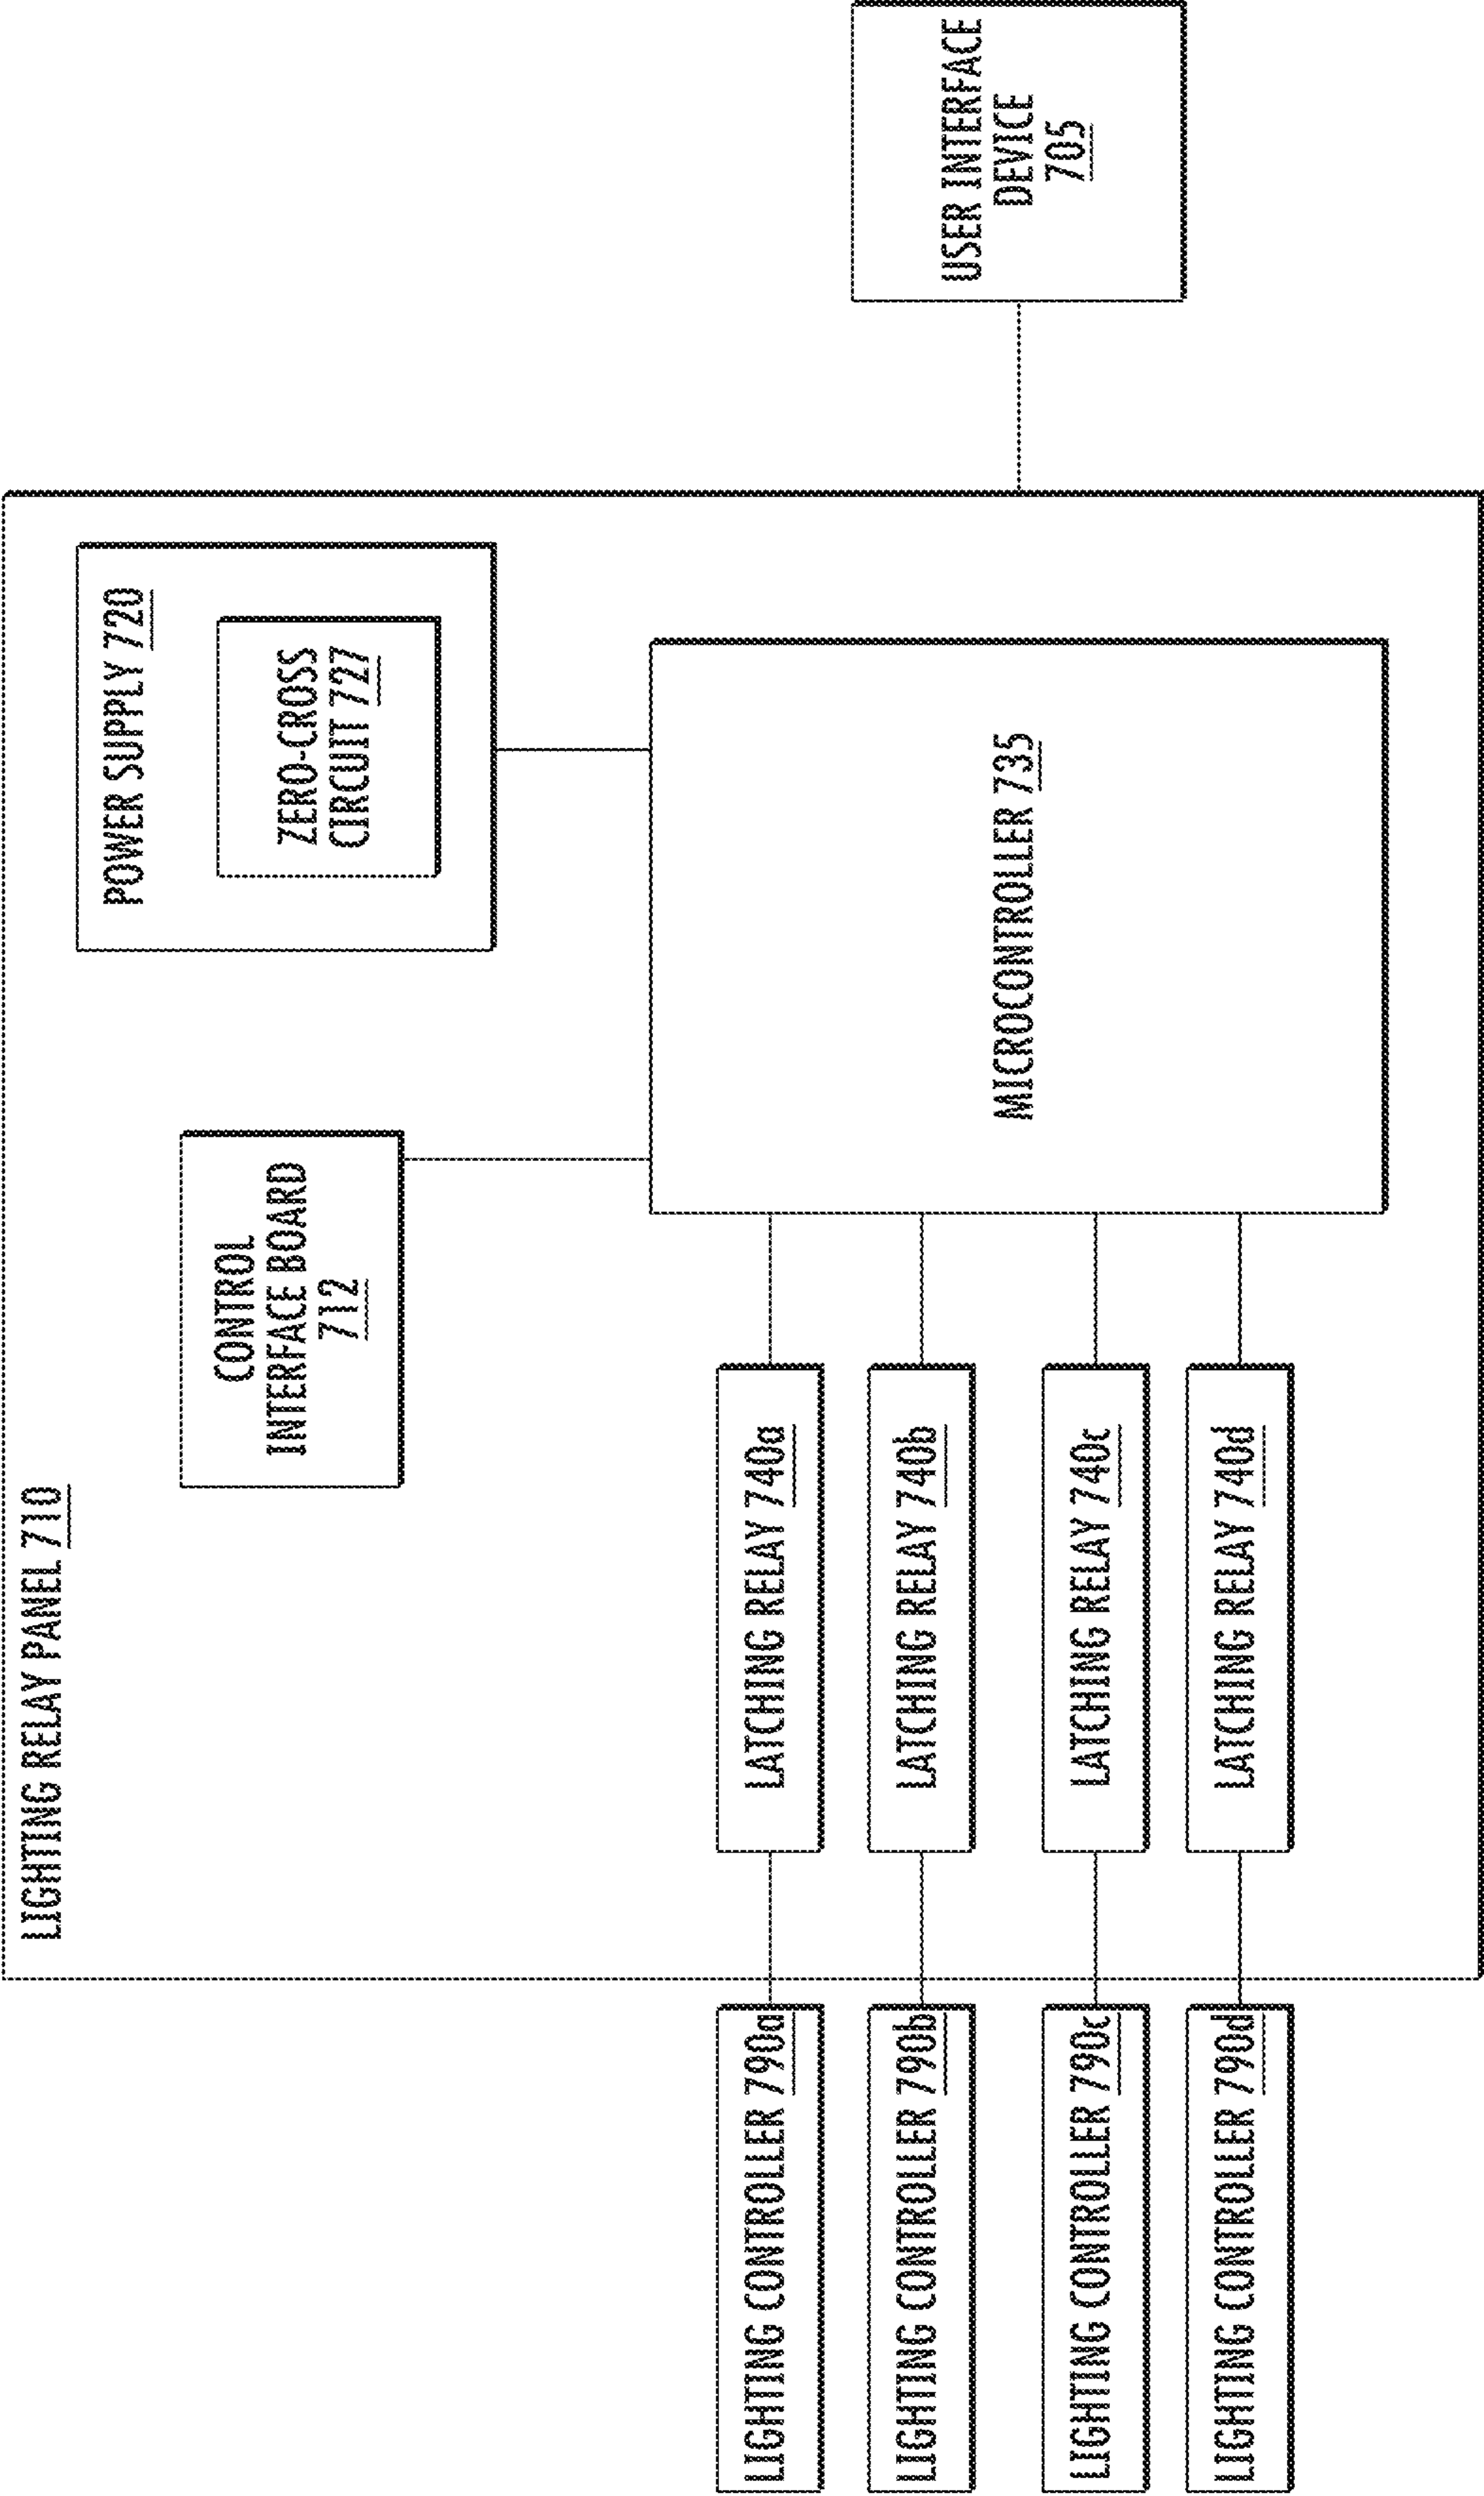 LIGHTING RELAY PANEL 710
CONTROL
INTERFACE BOARD
712
POWER SUPPLY 720
ZERO-CROSS
CIRCUIT 727
LIGHTING CONTROLLER 790a
LATCHING RELAY 740a
LIGHTING CONTROLLER 790b
LATCHING RELAY 740b
LIGHTING CONTROLLER 790c
LATCHING RELAY 740c
LIGHTING CONTROLLER 790d
LATCHING RELAY 740d
MICROCONTROLLER 735
USER INTERFACE
DEVICE
705